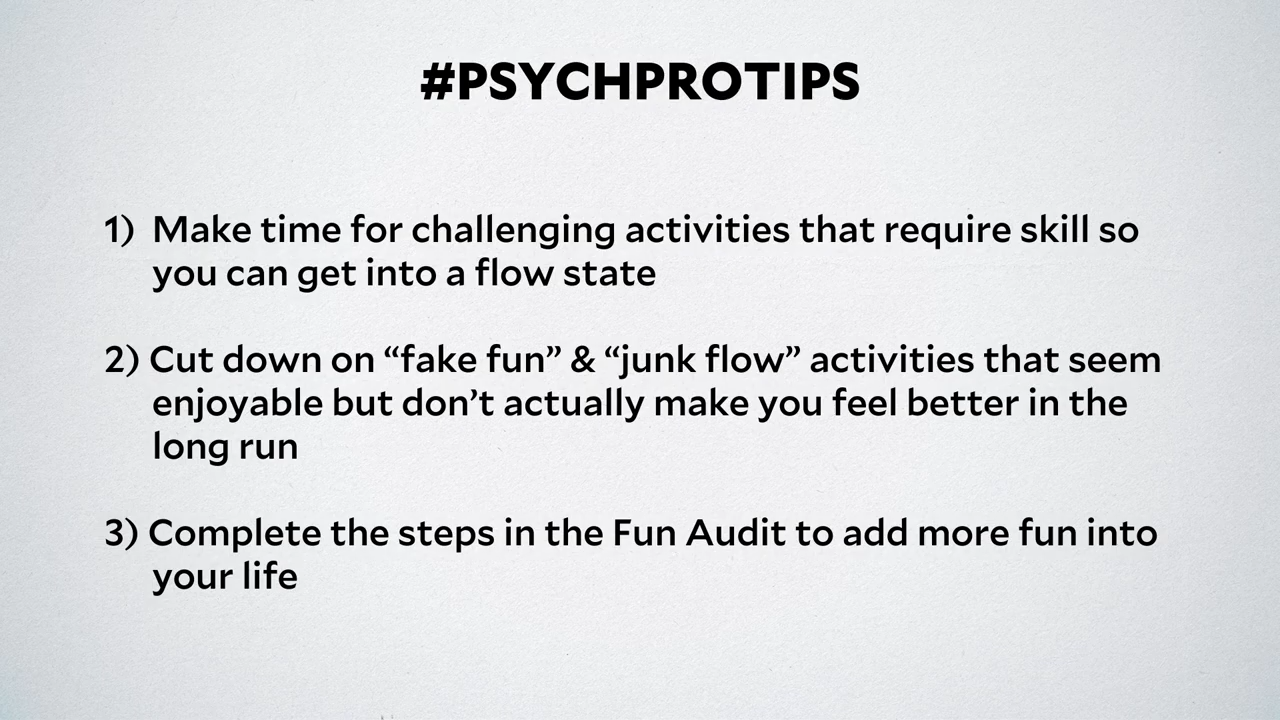 #PSYCHPROTIPS
1) Make time for challenging activities that require skill so
you can get into a flow state
2) Cut down on “fake fun” & “junk flow” activities that seem
enjoyable but don’t actually make you feel better in the
long run
3) Complete the steps in the Fun Audit to add more fun into
your life